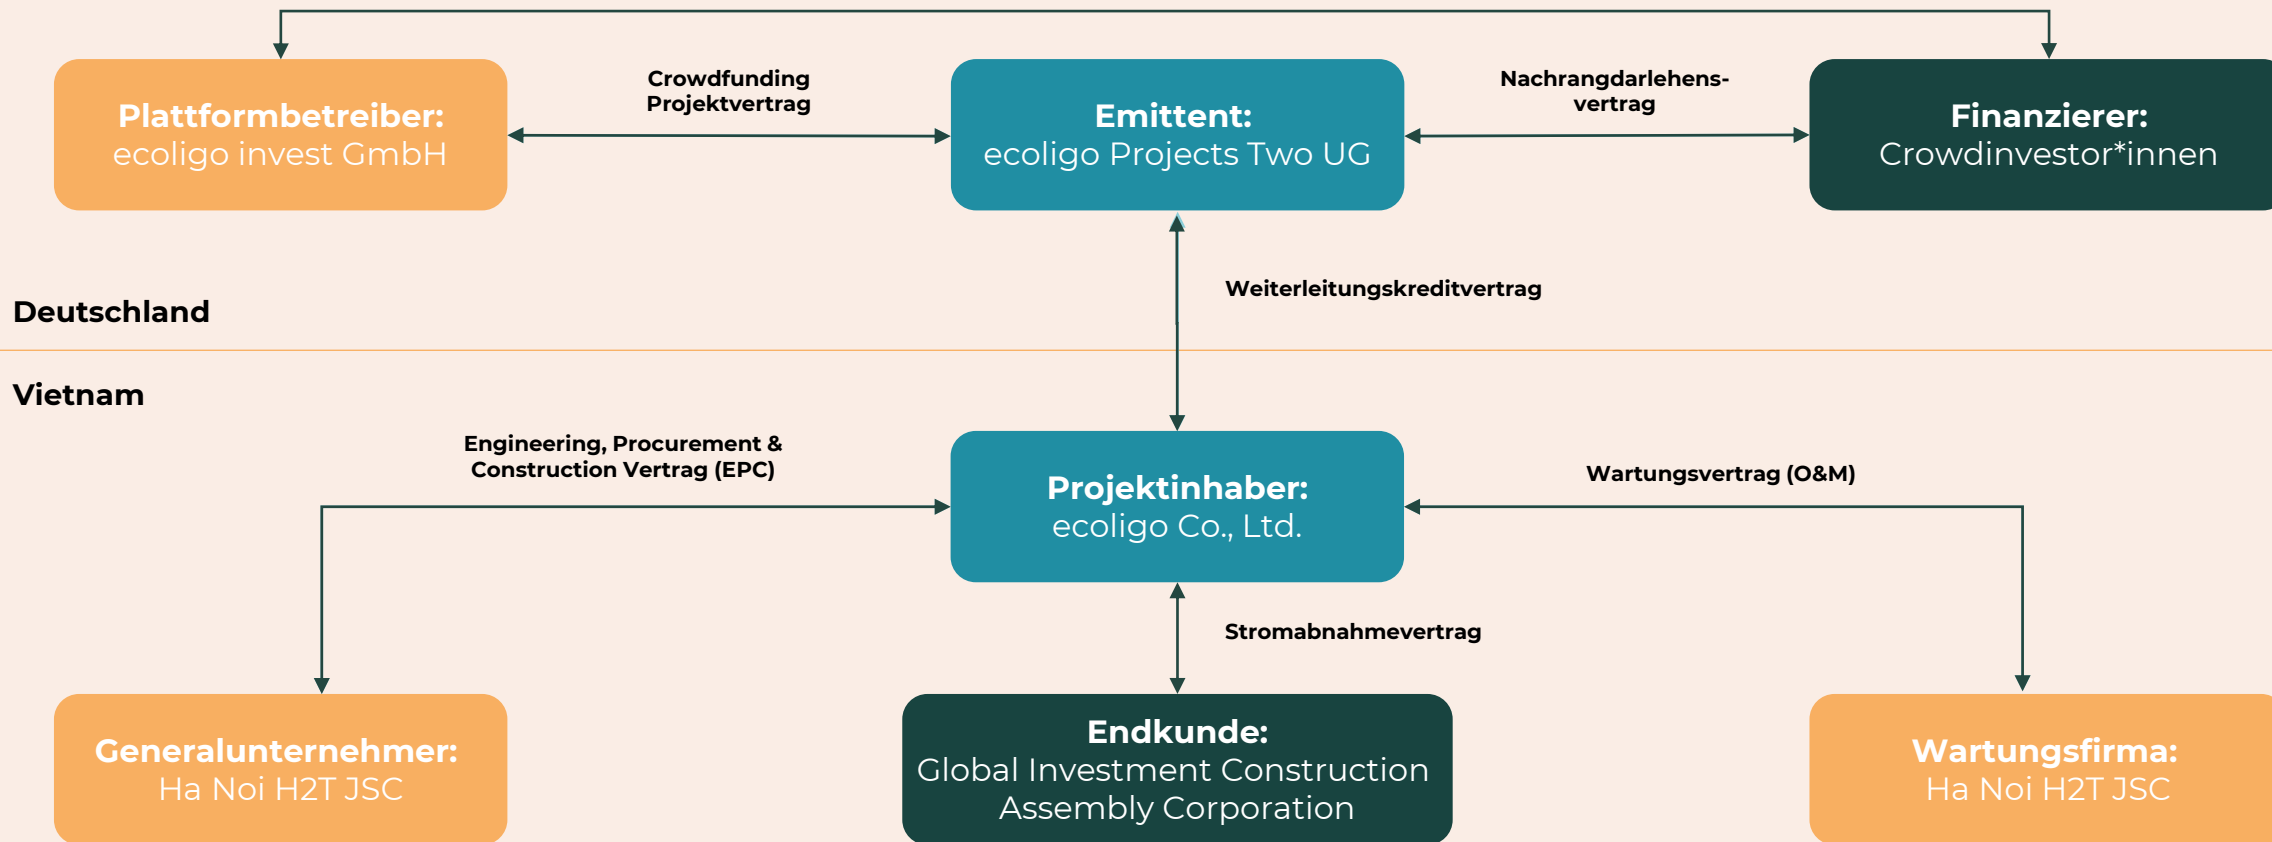 Crowdfunding
Projektvertrag
Nachrangdarlehens-
vertrag
Plattformbetreiber:
ecoligo invest GmbH
Emittent:
ecoligo Projects Two UG
Finanzierer:
Crowdinvestor*innen
Weiterleitungskreditvertrag
Deutschland
Vietnam
Engineering, Procurement &
Construction Vertrag (EPC)
Projektinhaber:
ecoligo Co., Ltd.
Wartungsvertrag (O&M)
Stromabnahmevertrag
Generalunternehmer:
Ha Noi H2T JSC
Endkunde:
Global Investment Construction
Assembly Corporation
Wartungsfirma:
Ha Noi H2T JSC